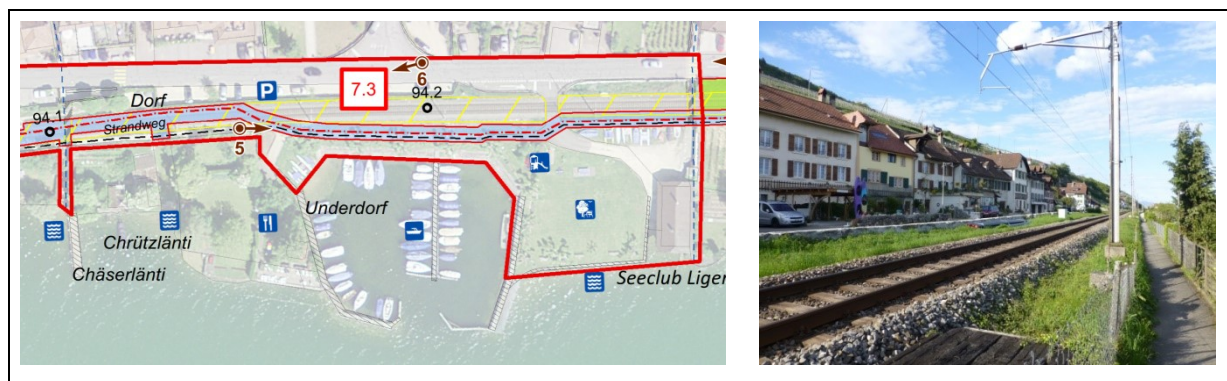 6
7.3
P
94.2
Dorf
94.1
Strandweg
5
Underdorf
Chrützlänti
Chäserlänti
Seeclub Liger